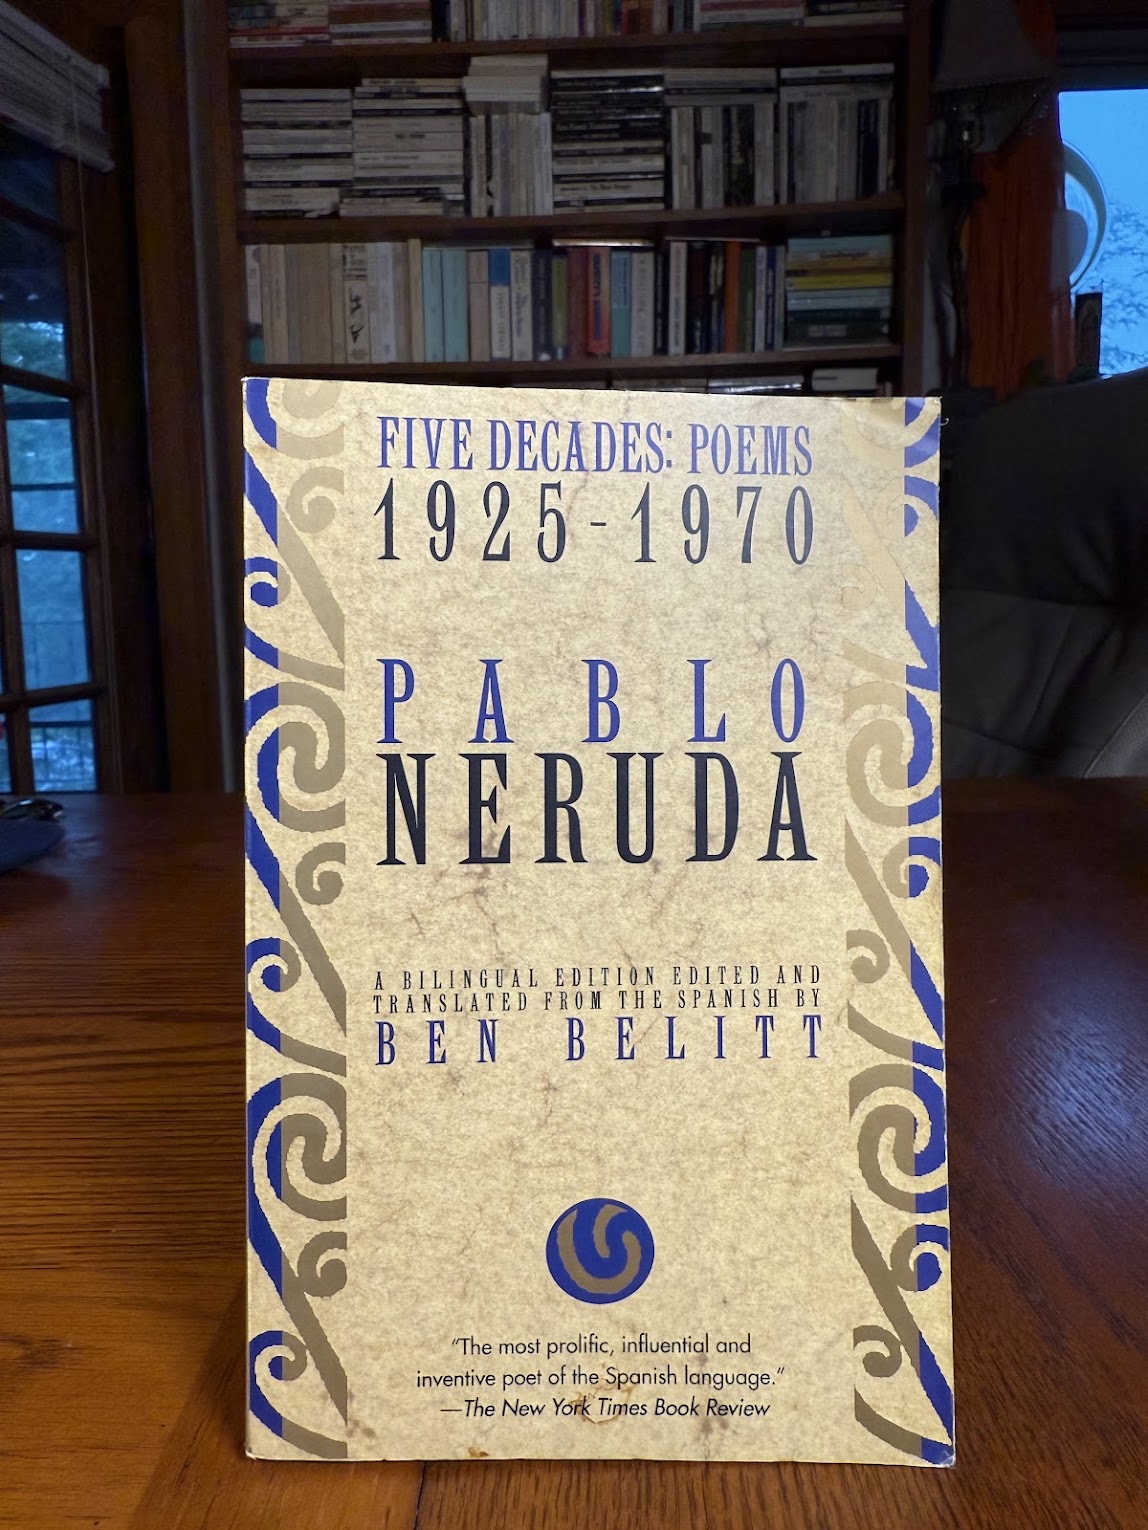 FIVE DECADES: POEMS
1925-1970
PABLO
NERUDA
A BILINGUAL EDITION EDITED AND
TRANSLATED FROM THE SPANISH BY
BEN BELITT
“The most prolific, influential and
inventive poet of the Spanish language.”
—The New York Times Book Review